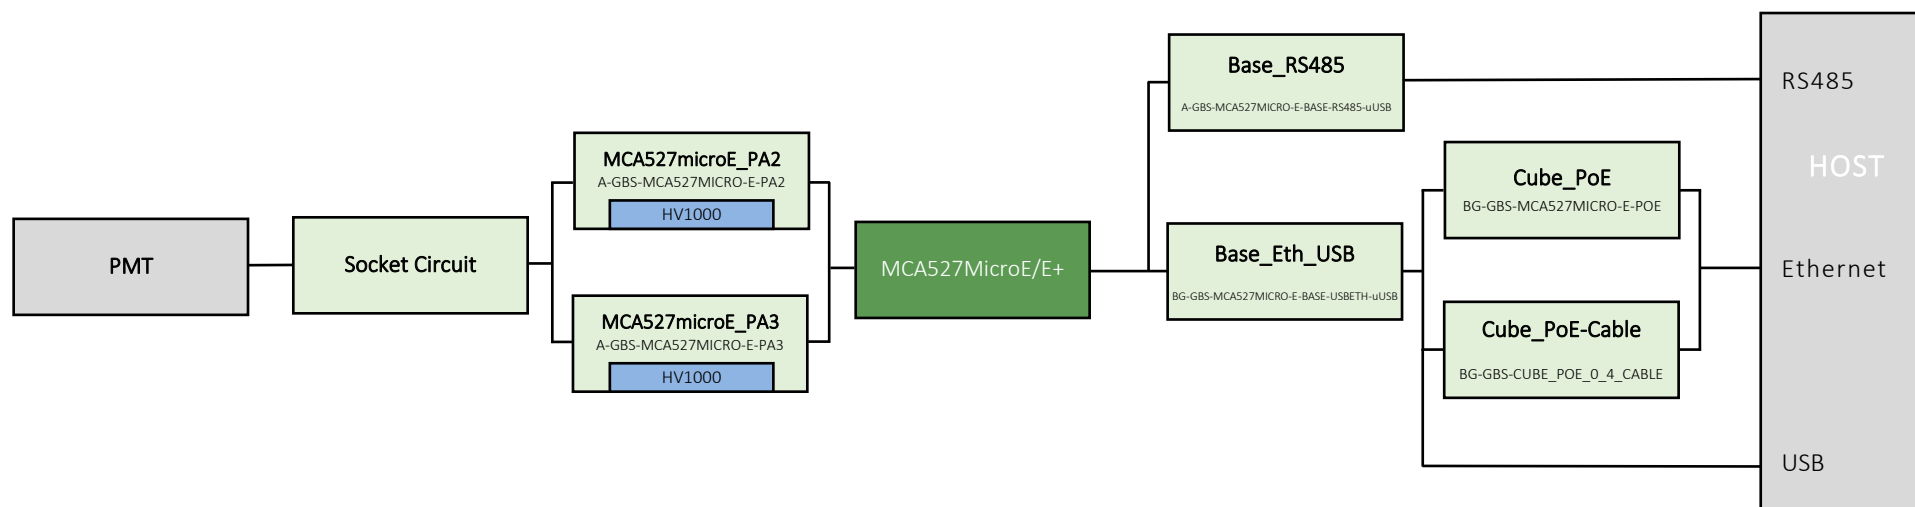 PMT
Socket Circuit
MCA527microE_PA2
A-GBS-MCA527MICRO-E-PA2
HV1000
MCA527microE_PA3
A-GBS-MCA527MICRO-E-PA3
HV1000
MCA527MicroE/E+
Base_RS485
A-GBS-MCA527MICRO-E-BASE-RS485-uUSB
Base_Eth_USB
BG-GBS-MCA527MICRO-E-BASE-USBETH-uUSB
Cube_PoE
BG-GBS-MCA527MICRO-E-POE
Cube_PoE-Cable
BG-GBS-CUBE_POE_0_4_CABLE
RS485
HOST
Ethernet
USB